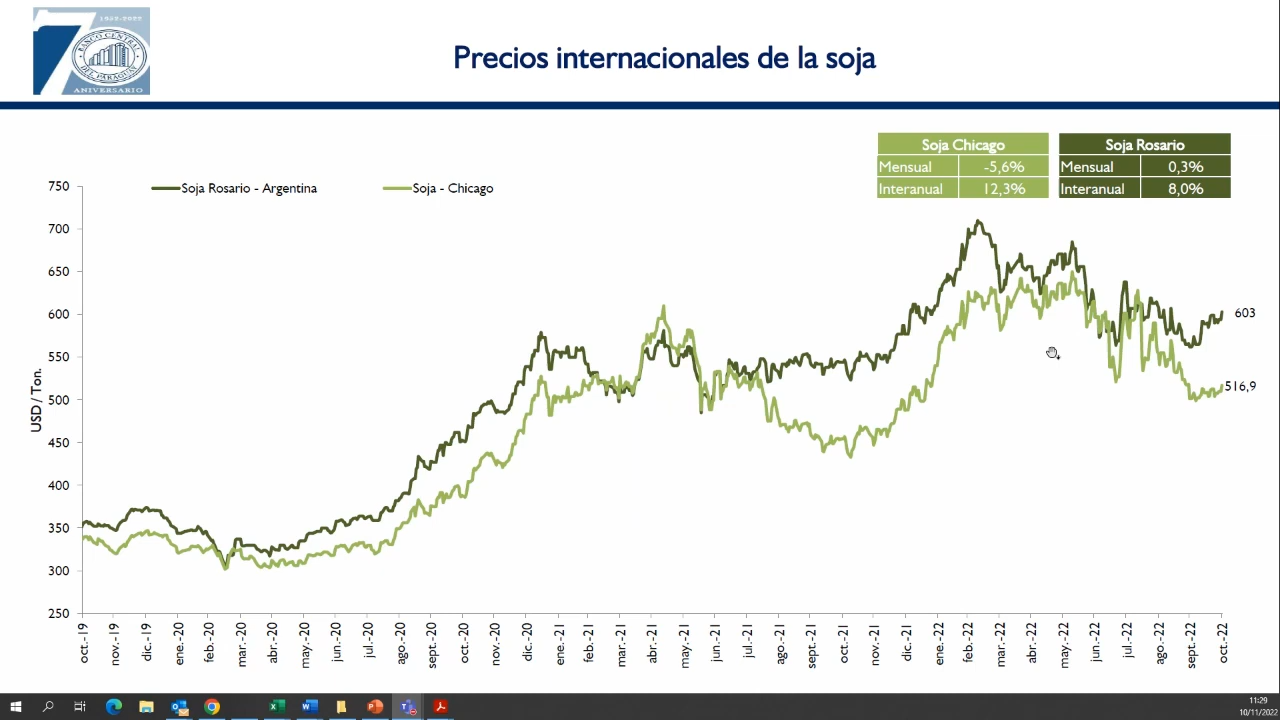 1952-2022
BANCO CENTRAL
DEL PARAGUAY
ANIVERSARIO
Precios internacionales de la soja
Soja Chicago
Mensual -5,6%
Interanual 12,3%
Soja Rosario
Mensual 0,3%
Interanual 8,0%
Soja Rosario - Argentina
Soja - Chicago
USD / Ton.
750
700
650
600
550
500
450
400
350
300
250
603
516,9
oct.-19
nov.-19
dic.-19
ene.-20
feb.-20
mar.-20
abr.-20
may.-20
jun.-20
jul.-20
ago.-20
sept.-20
oct.-20
nov.-20
dic.-20
ene.-21
feb.-21
mar.-21
abr.-21
may.-21
jun.-21
jul.-21
ago.-21
sept.-21
oct.-21
nov.-21
dic.-21
ene.-22
feb.-22
mar.-22
abr.-22
may.-22
jun.-22
jul.-22
ago.-22
sept.-22
oct.-22
11:29
10/11/2022